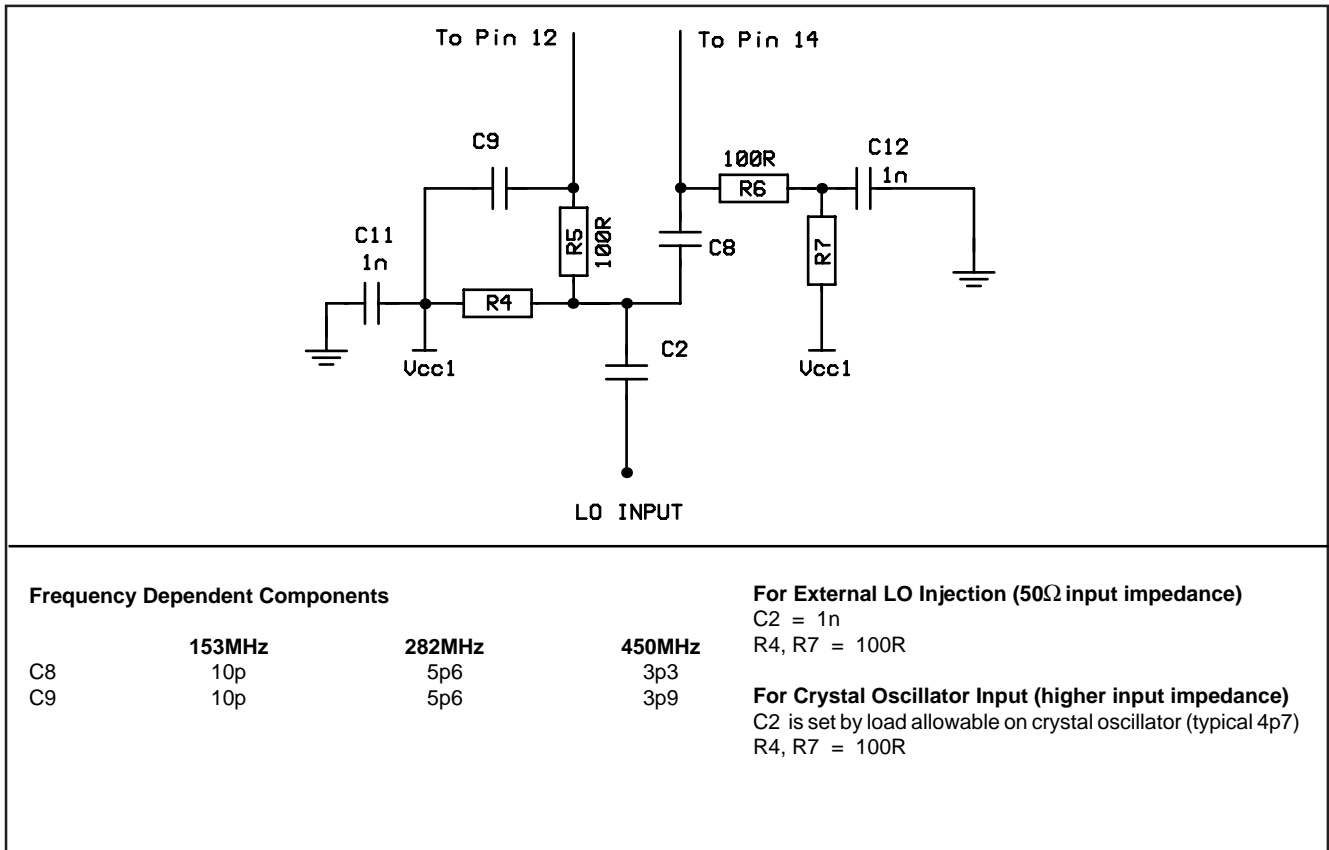 To Pin 12
To Pin 14
C9
C12
1n
100R
R6
C11
1n
R5
100R
C8
R7
R4
C2
Vcc1
Vcc1
LO INPUT
Frequency Dependent Components
153MHz 282MHz 450MHz
C8 10p 5p6 3p3
C9 10p 5p6 3p9
For External LO Injection (50Ω input impedance)
C2 = 1n
R4, R7 = 100R
For Crystal Oscillator Input (higher input impedance)
C2 is set by load allowable on crystal oscillator (typical 4p7)
R4, R7 = 100R